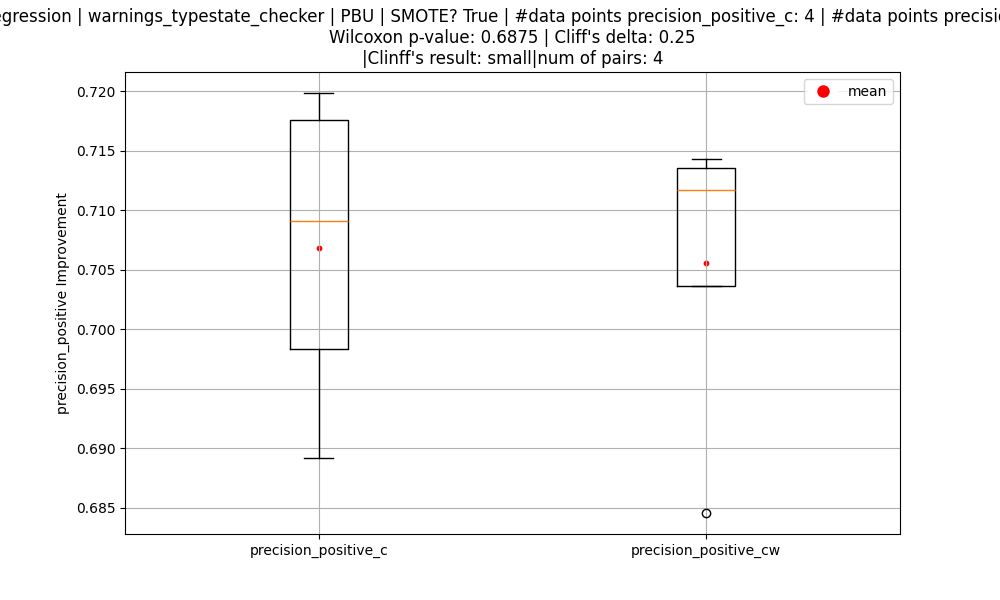 | warnings_typestate_checker | PBU | SMOTE? True | #data points precision_positive_c: 4 | #data points
Wilcoxon p-value: 0.6875 | Cliff's delta: 0.25
|Clinff's result: small|num of pairs: 4
mean
0.720
0.715
0.710
0.705
0.700
0.695
0.690
0.685
precision_positive Improvement
precision_positive_c
precision_positive_cw